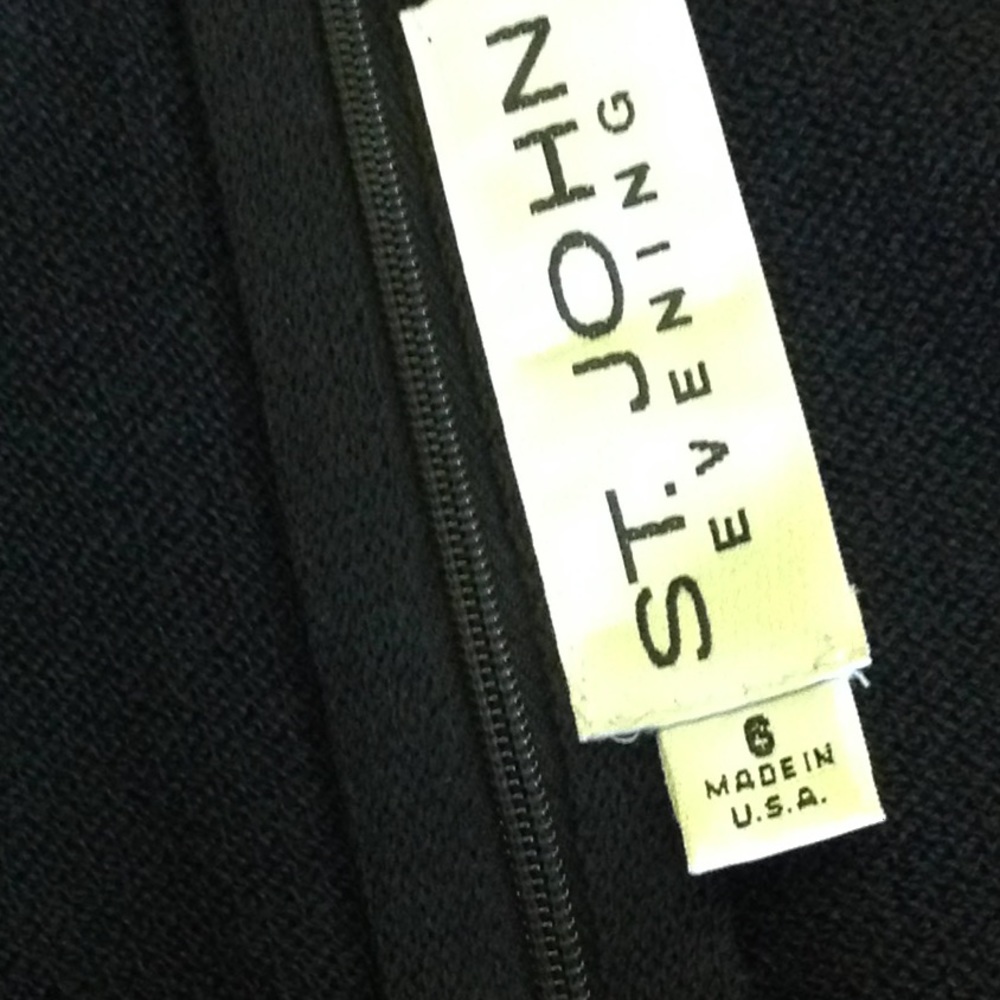 ST. JOHN
EVENING
6
MADE IN
U.S.A.